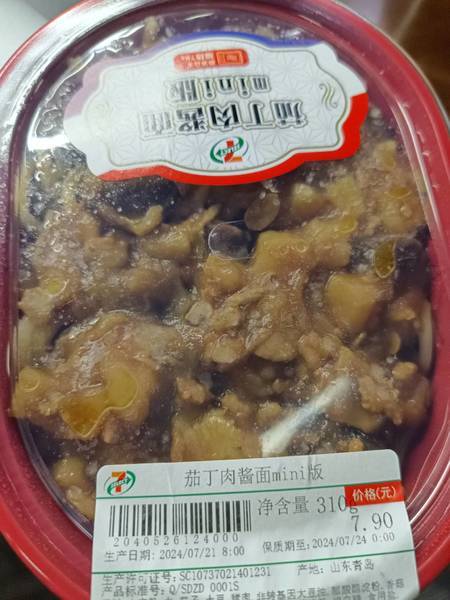 茄丁肉酱面
mini版
茄丁肉酱面mini版
净含量 310g
价格(元)
7.90
2040526124000
生产日期: 2024/07/21 8:00
保质期至: 2024/07/24 0:00
生产许可证号: SC10737021401231
产地: 山东青岛
产品标准号: Q/SDZD 0001S